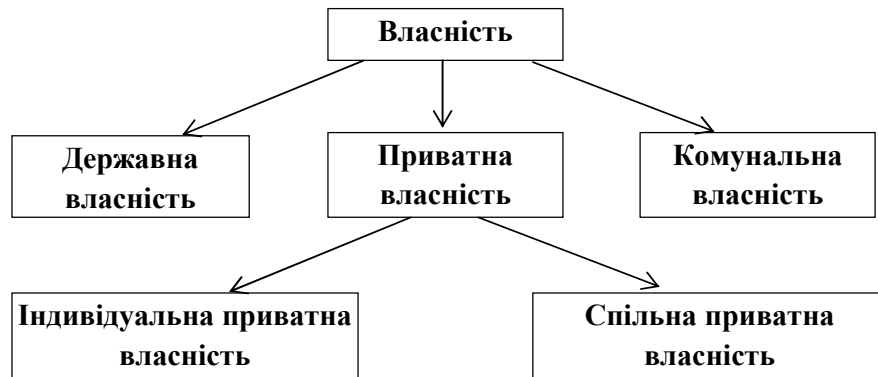 Власність
Державна
власність
Приватна
власність
Комунальна
власність
Індивідуальна приватна
власність
Спільна приватна
власність